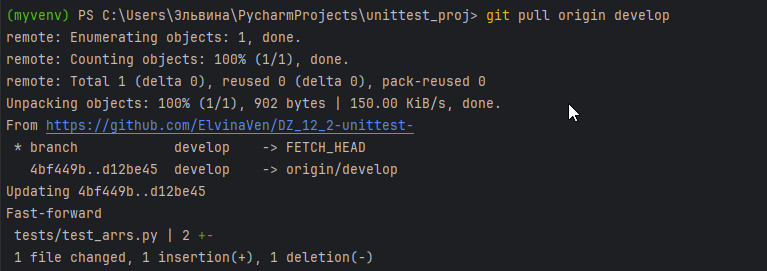 (myvenv) PS C:\Users\Эльвина\PycharmProjects\unittest_proj> git pull origin develop
remote: Enumerating objects: 1, done.
remote: Counting objects: 100% (1/1), done.
remote: Total 1 (delta 0), reused 0 (delta 0), pack-reused 0
Unpacking objects: 100% (1/1), 902 bytes | 150.00 KiB/s, done.
From https://github.com/ElvinaVen/DZ_12_2-unittest-
 * branch            develop    -> FETCH_HEAD
   4bf449b..d12be45  develop    -> origin/develop
Updating 4bf449b..d12be45
Fast-forward
 tests/test_arrs.py | 2 +-
 1 file changed, 1 insertion(+), 1 deletion(-)